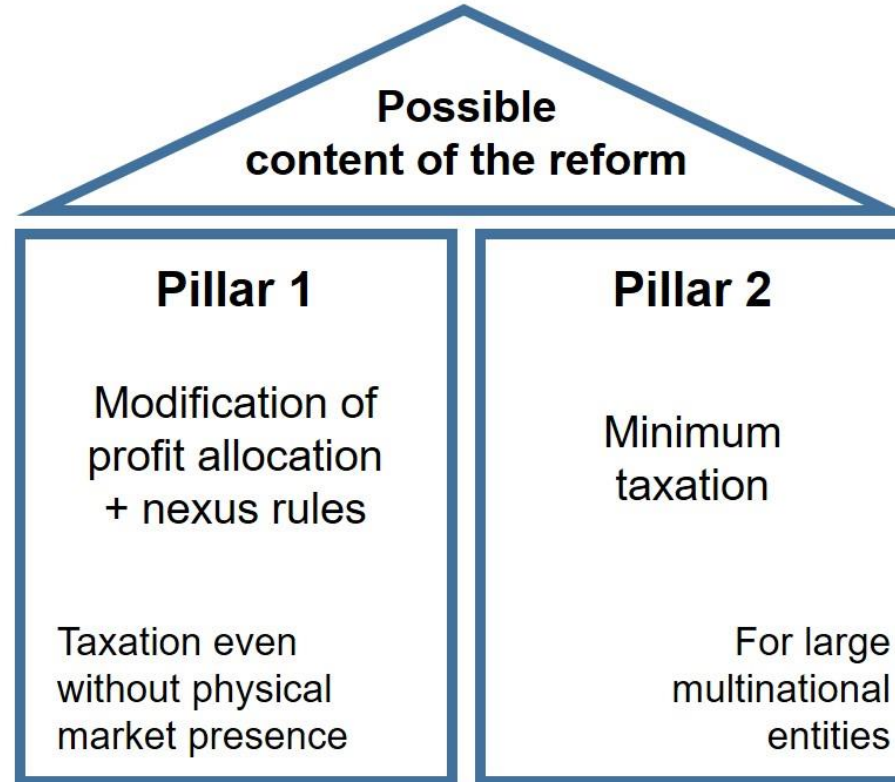 Possible
content of the reform
Pillar 1
Modification of
profit allocation
+ nexus rules
Taxation even
without physical
market presence
Pillar 2
Minimum
taxation
For large
multinational
entities